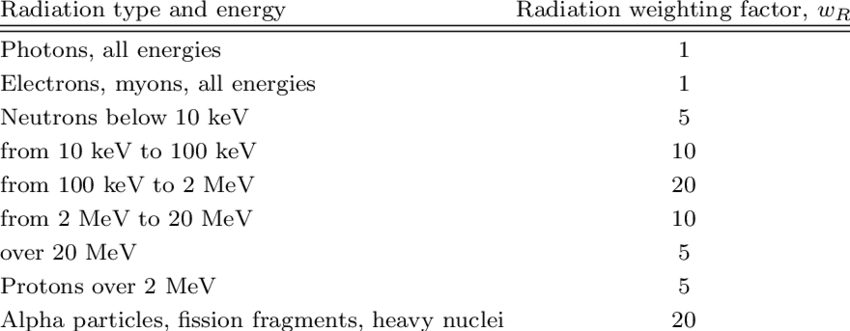 Radiation type and energy Radiation weighting factor, w_R
Photons, all energies 1
Electrons, myons, all energies 1
Neutrons below 10 keV 5
from 10 keV to 100 keV 10
from 100 keV to 2 MeV 20
from 2 MeV to 20 MeV 10
over 20 MeV 5
Protons over 2 MeV 5
Alpha particles, fission fragments, heavy nuclei 20